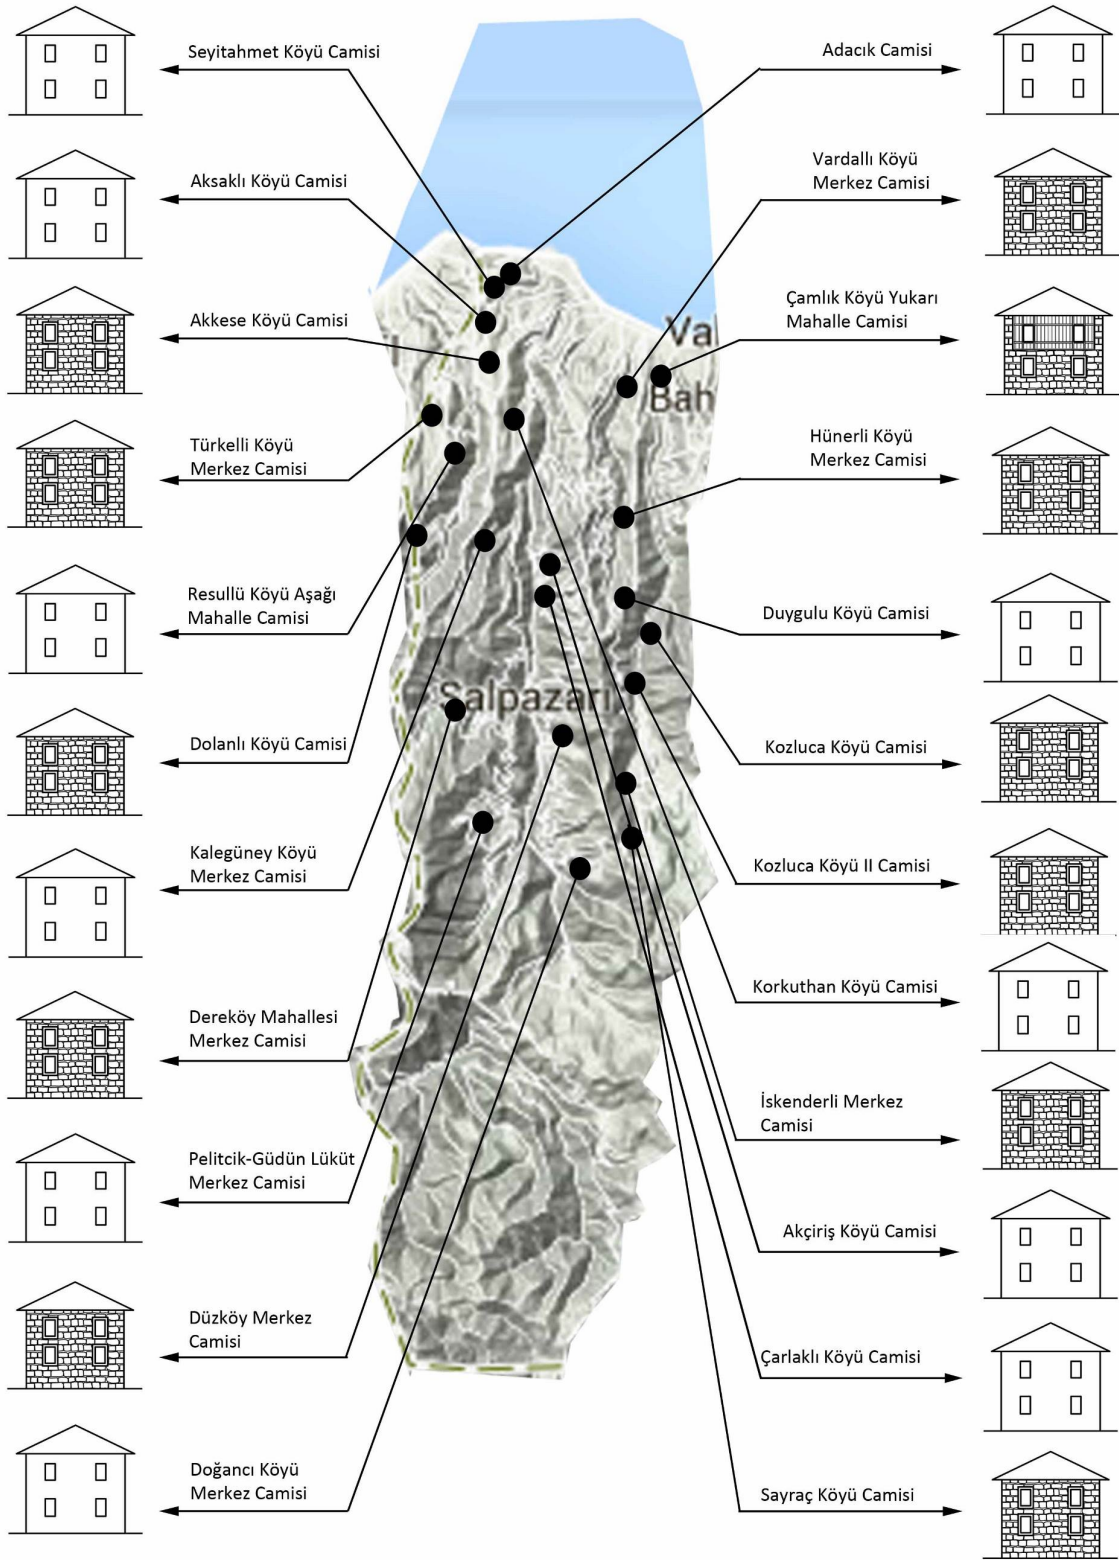 Seyitahmet Köyü Camisi
Aksaklı Köyü Camisi
Akkese Köyü Camisi
Türkelli Köyü
Merkez Camisi
Resullü Köyü Aşağı
Mahalle Camisi
Dolanlı Köyü Camisi
Kalegüney Köyü
Merkez Camisi
Dereköy Mahallesi
Merkez Camisi
Pelitcik-Güdün Lüküt
Merkez Camisi
Düzköy Merkez
Camisi
Doğancı Köyü
Merkez Camisi
Va
Bah
Şalpazarı
Adacık Camisi
Vardallı Köyü
Merkez Camisi
Çamlık Köyü Yukarı
Mahalle Camisi
Hünerli Köyü
Merkez Camisi
Duygulu Köyü Camisi
Kozluca Köyü Camisi
Kozluca Köyü II Camisi
Korkuthan Köyü Camisi
İskenderli Merkez
Camisi
Akçiriş Köyü Camisi
Çarlaklı Köyü Camisi
Sayraç Köyü Camisi